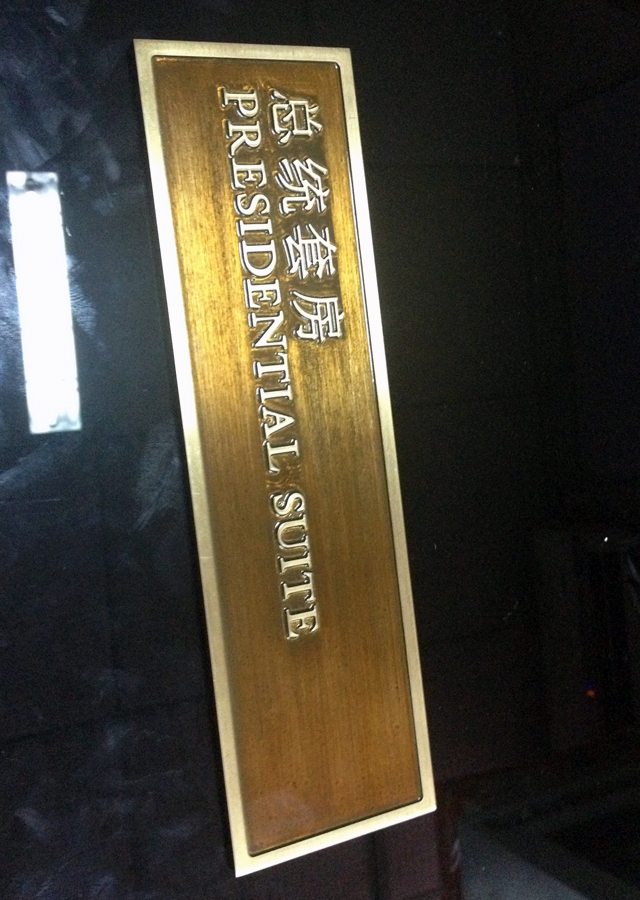 总统套房
PRESIDENTIAL SUITE